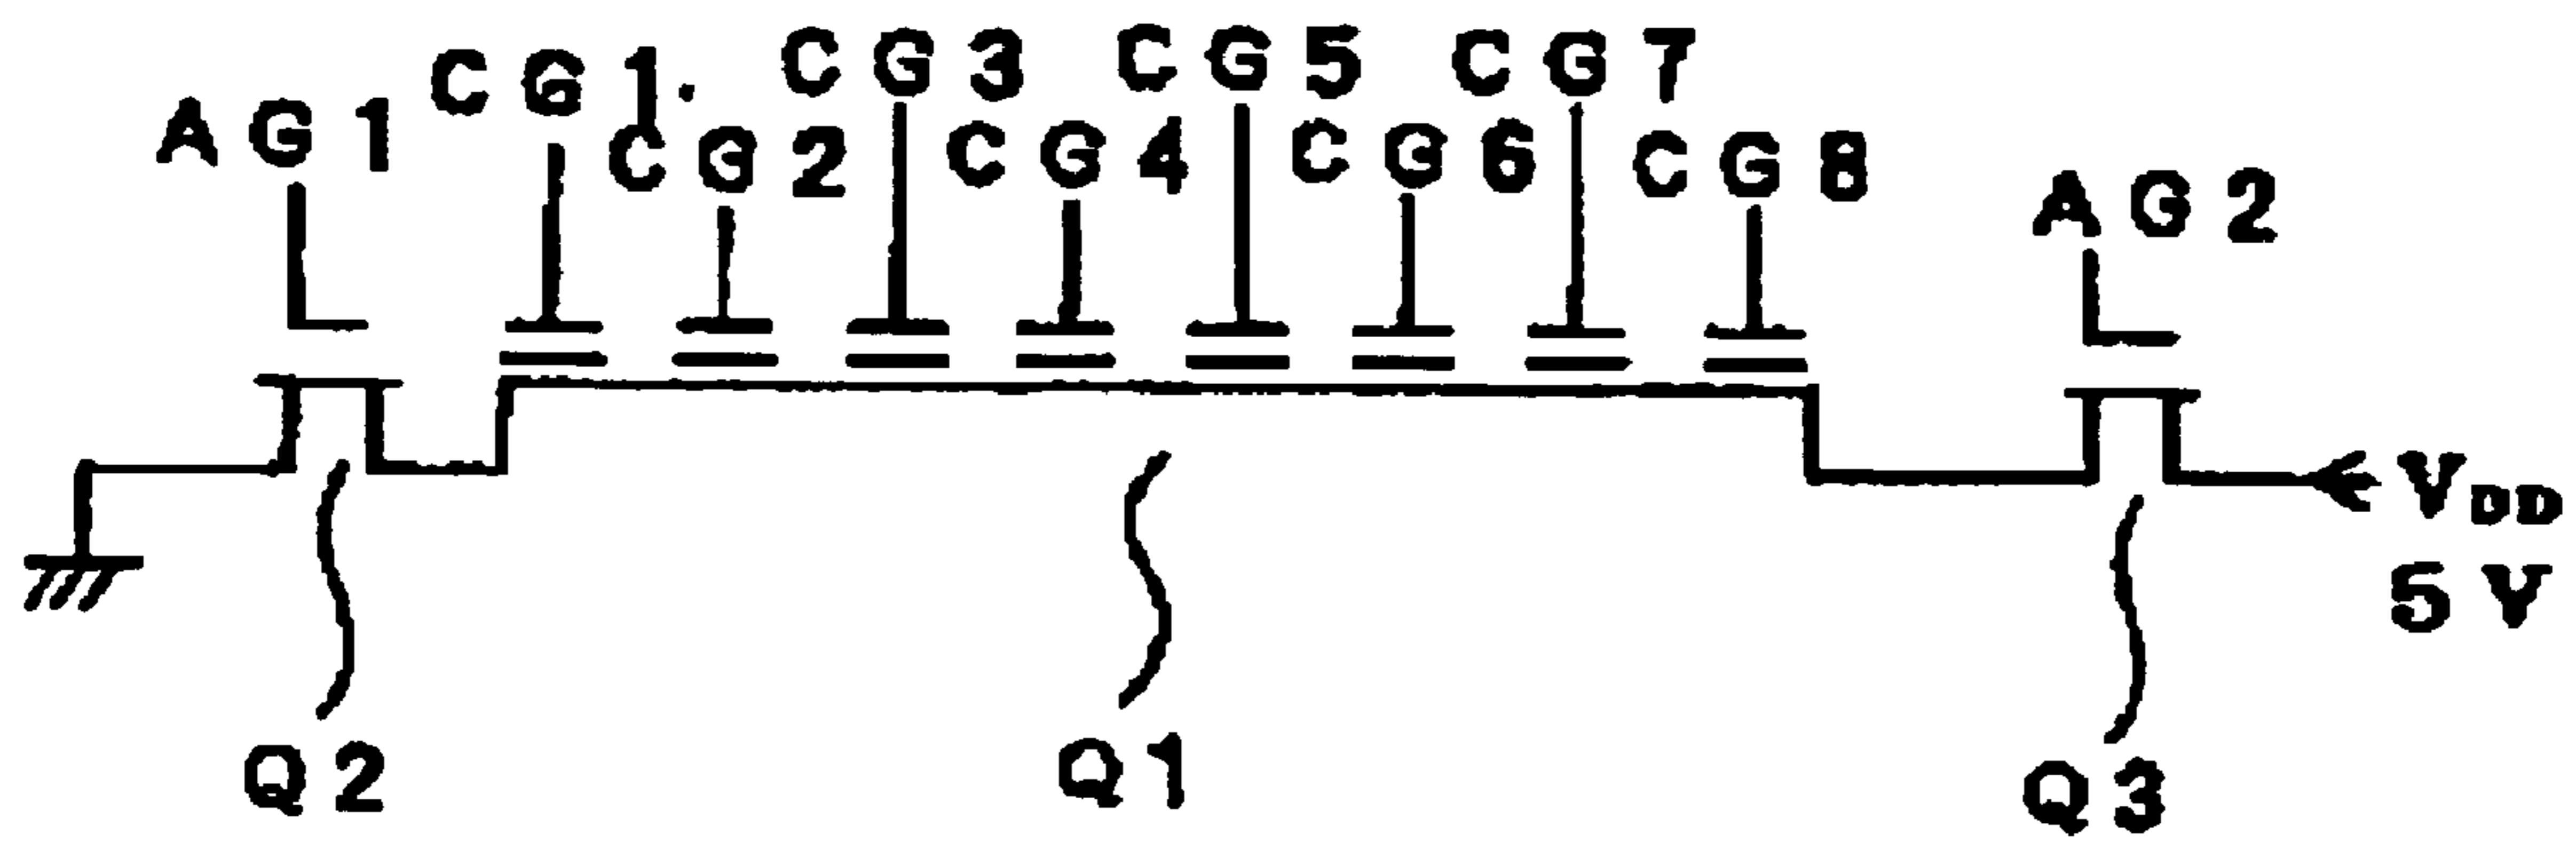 CG3 CG5 CG7
CG1
AG1 CG2 CG4 CG6 CG8
AG2
VDD
5V
Q2 Q1 Q3